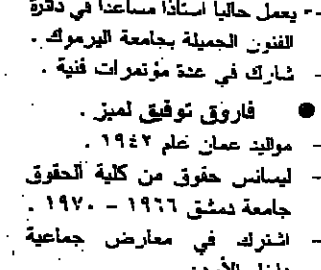 -- يعمل حاليا استاذا مساعدا في دائرة
الفنون الجميلة بجامعة اليرموك .
- شارك في عدة مؤتمرات فنية .
● فاروق توفيق لمبز .
- مواليد عمان عام ١٩٤٢ .
- ليسانس حقوق من كلية الحقوق
جامعة دمشق ١٩٦٦ - ١٩٧٠ .
- اشترك في معارض جماعية